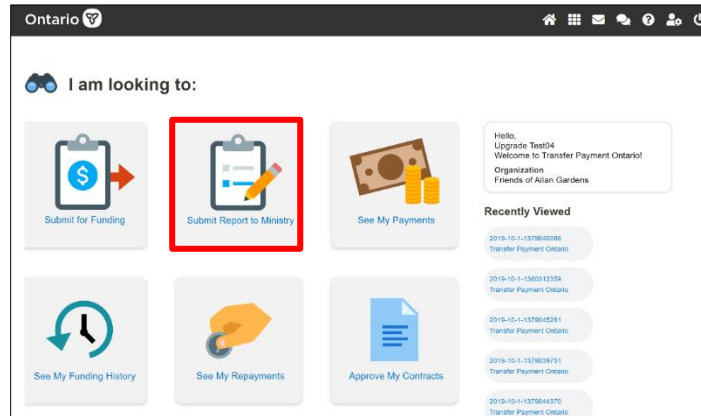 Ontario
I am looking to:
Submit for Funding
Submit Report to Ministry
See My Payments
See My Funding History
See My Repayments
Approve My Contracts
Hello,
Upgrade Test04
Welcome to Transfer Payment Ontario!
Organization
Friends of Allan Gardens
Recently Viewed
2019-10-1-1379040098
Transfer Payment Ontario
2019-10-1-1360312359
Transfer Payment Ontario
2019-10-1-1379045261
Transfer Payment Ontario
2019-10-1-1379039731
Transfer Payment Ontario
2019-10-1-1379044370
Transfer Payment Ontario